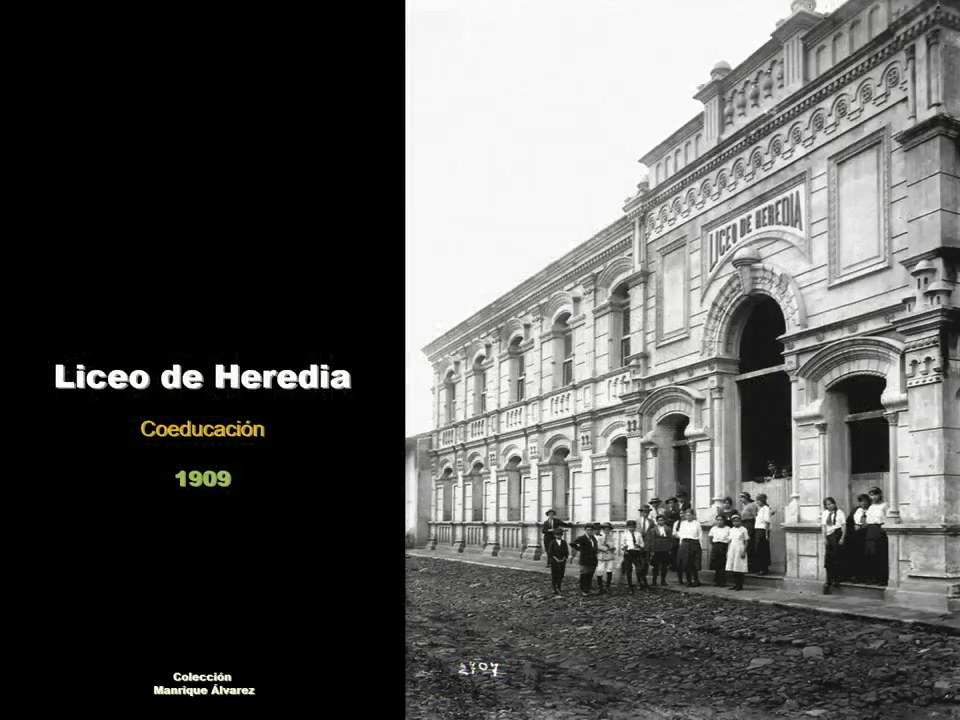 Liceo de Heredia
Coeducación
1909
Colección
Manrique Álvarez
LICEO DE HEREDIA
2707